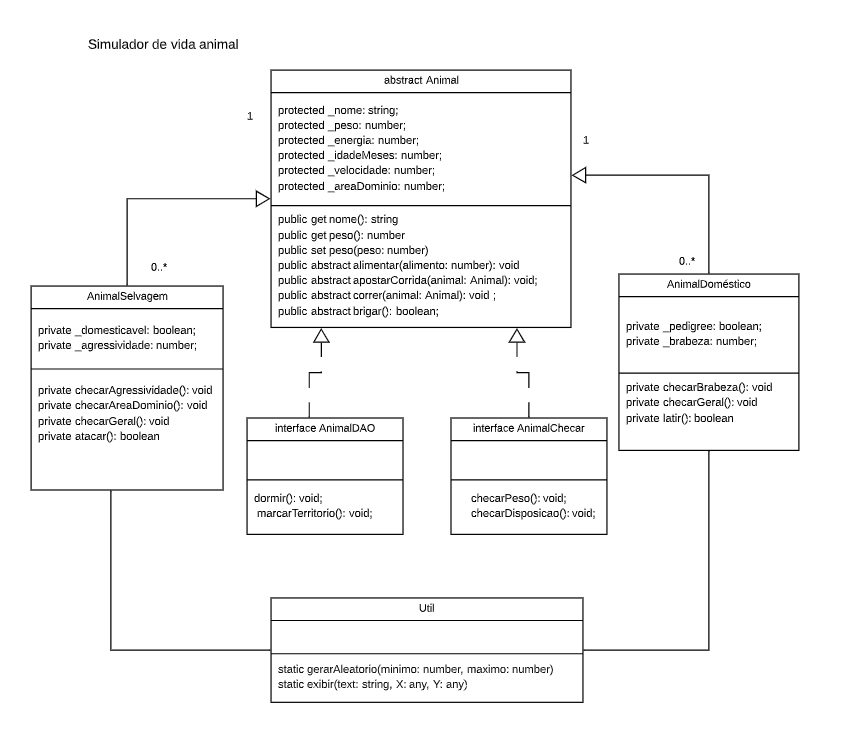 Simulador de vida animal
abstract Animal
1
protected _nome: string;
protected _peso: number;
protected _energia: number;
protected _idadeMeses: number;
protected _velocidade: number;
protected _areaDominio: number;
1
public get nome(): string
public get peso(): number
public set peso(peso: number)
public abstract alimentar(alimento: number): void
public abstract apostarCorrida(animal: Animal): void;
public abstract correr(animal: Animal): void ;
public abstract brigar(): boolean;
0..*
0..*
AnimalSelvagem
private _domesticavel: boolean;
private _agressividade: number;
private checarAgressividade(): void
private checarAreaDominio(): void
private checarGeral(): void
private atacar(): boolean
AnimalDoméstico
private _pedigree: boolean;
private _brabeza: number;
private checarBrabeza(): void
private checarGeral(): void
private latir(): boolean
interface AnimalDAO
dormir(): void;
marcarTerritorio(): void;
interface AnimalChecar
checarPeso(): void;
checarDisposicao(): void;
Util
static gerarAleatorio(minimo: number, maximo: number)
static exibir(text: string, X: any, Y: any)